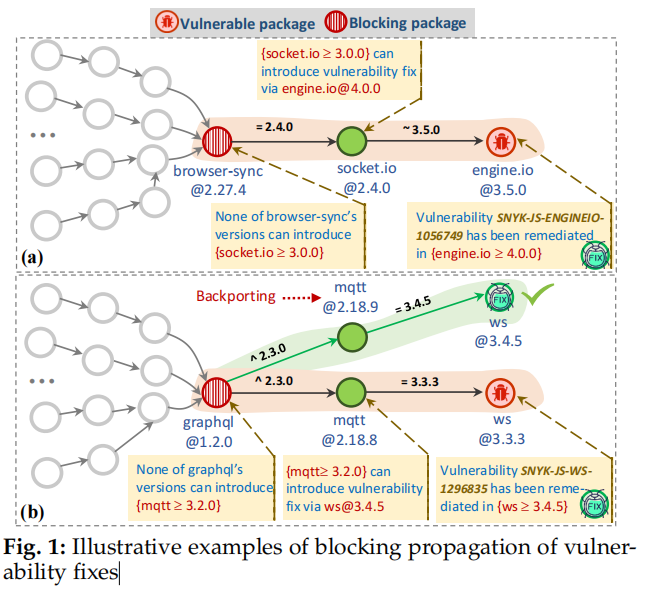 Vulnerable package
Blocking package
{socket.io ≥ 3.0.0} can
introduce vulnerability fix
via engine.io@4.0.0
= 2.4.0
~ 3.5.0
...
browser-sync
@2.27.4
socket.io
@2.4.0
engine.io
@3.5.0
None of browser-sync’s
versions can introduce
{socket.io ≥ 3.0.0}
Vulnerability SNYK-JS-ENGINEIO-
1056749 has been remediated
in {engine.io ≥ 4.0.0}
FIX
(a)
Backporting
mqtt
@2.18.9
= 3.4.5
FIX
ws
@3.4.5
^ 2.3.0
...
^ 2.3.0
= 3.3.3
graphql
@1.2.0
mqtt
@2.18.8
ws
@3.3.3
None of graphql’s
versions can introduce
{mqtt ≥ 3.2.0}
{mqtt≥ 3.2.0} can
introduce vulnerability
fix via ws@3.4.5
Vulnerability SNYK-JS-WS-
1296835 has been reme-
diated in {ws ≥ 3.4.5}
FIX
(b)
Fig. 1: Illustrative examples of blocking propagation of vulner-
ability fixes